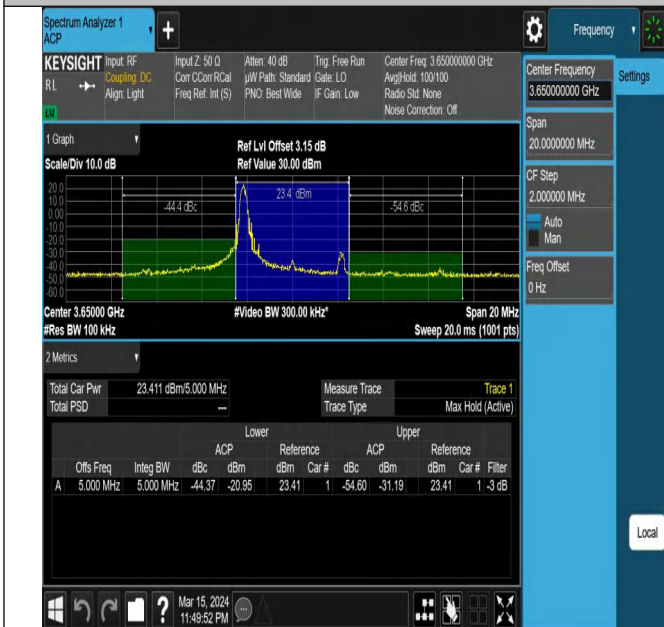 Spectrum Analyzer 1
ACP
+
Frequency
KEYSIGHT
RL
LXI
Input: RF
Coupling: DC
Align: Light
Input Z: 50 Ω
Corr CCorr RCal
Freq Ref: Int (S)
Atten: 40 dB
µW Path: Standard
PNO: Best Wide
Trig: Free Run
Gate: LO
IF Gain: Low
Center Freq: 3.650000000 GHz
Avg|Hold: 100/100
Radio Std: None
Noise Correction: Off
Center Frequency
3.650000000 GHz
Settings
Span
20.0000000 MHz
CF Step
2.000000 MHz
Auto
Man
Freq Offset
0 Hz
1 Graph
Scale/Div 10.0 dB
Ref Lvl Offset 3.15 dB
Ref Value 30.00 dBm
20.0
10.0
0.00
-10.0
-20.0
-30.0
-40.0
-50.0
-60.0
-44.4 dBc
23.4 dBm
-54.6 dBc
Center 3.65000 GHz
#Video BW 300.00 kHz*
Span 20 MHz
#Res BW 100 kHz
Sweep 20.0 ms (1001 pts)
2 Metrics
Total Car Pwr 23.411 dBm/5.000 MHz
Total PSD ---
Measure Trace Trace 1
Trace Type Max Hold (Active)
Lower Upper
ACP Reference ACP Reference
Offs Freq Integ BW dBc dBm dBm Car # dBc dBm dBm Car # Filter
A 5.000 MHz 5.000 MHz -44.37 -20.95 23.41 1 -54.60 -31.19 23.41 1 -3 dB
Local
?
Mar 15, 2024
11:49:52 PM